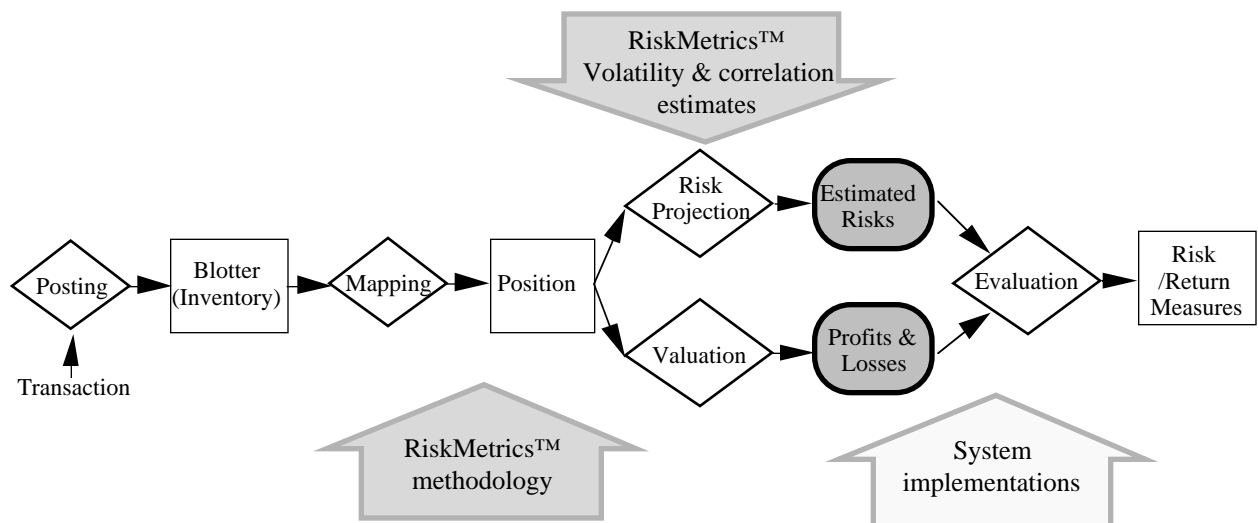 RiskMetrics™
Volatility & correlation
estimates
Risk
Projection
Estimated
Risks
Posting
Blotter
(Inventory)
Mapping
Position
Evaluation
Risk
/Return
Measures
Valuation
Profits &
Losses
Transaction
RiskMetrics™
methodology
System
implementations